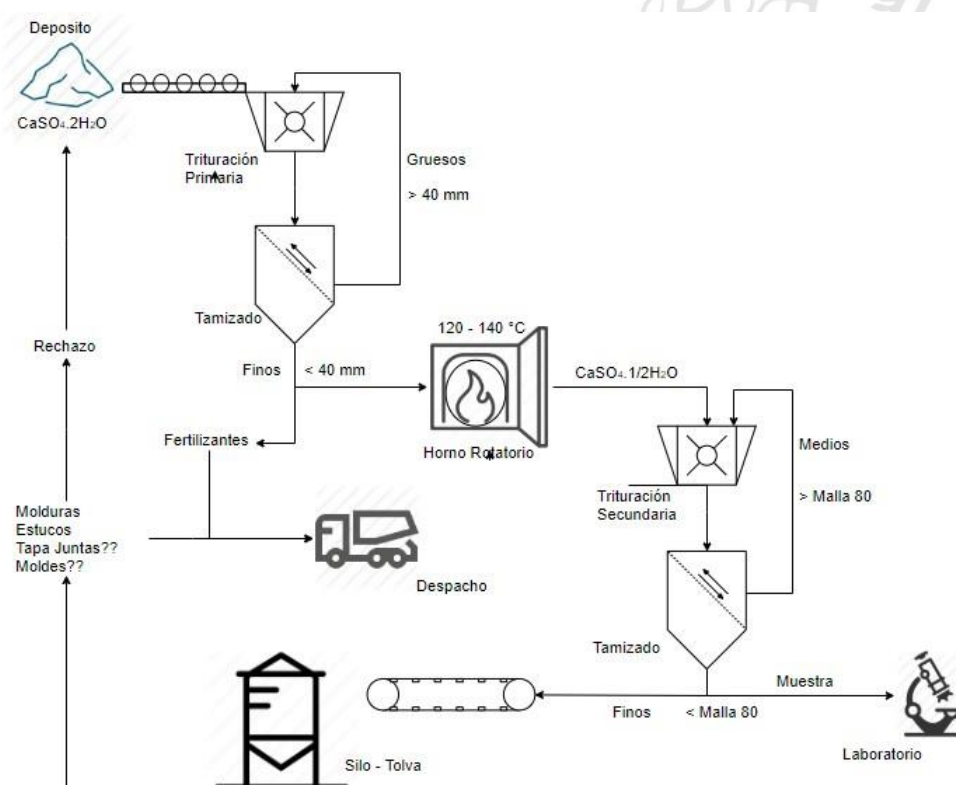 Deposito
CaSO₄.2H₂O
Trituración
Primaria
Gruesos
> 40 mm
Tamizado
Finos
< 40 mm
Rechazo
120 - 140 °C
CaSO₄.1/2H₂O
Horno Rotatorio
Fertilizantes
Medios
> Malla 80
Trituración
Secundaria
Molduras
Estucos
Tapa Juntas??
Moldes??
Despacho
Tamizado
Muestra
Finos
< Malla 80
Laboratorio
Silo - Tolva